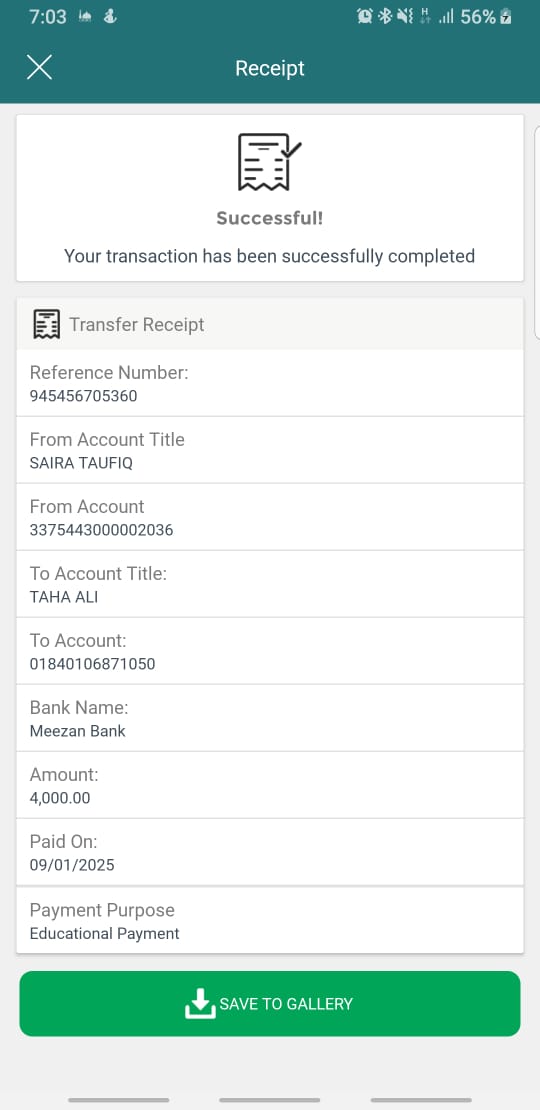 7:03
56%
Receipt
Successful!
Your transaction has been successfully completed
Transfer Receipt
Reference Number:
945456705360
From Account Title
SAIRA TAUFIQ
From Account
3375443000002036
To Account Title:
TAHA ALI
To Account:
01840106871050
Bank Name:
Meezan Bank
Amount:
4,000.00
Paid On:
09/01/2025
Payment Purpose
Educational Payment
SAVE TO GALLERY